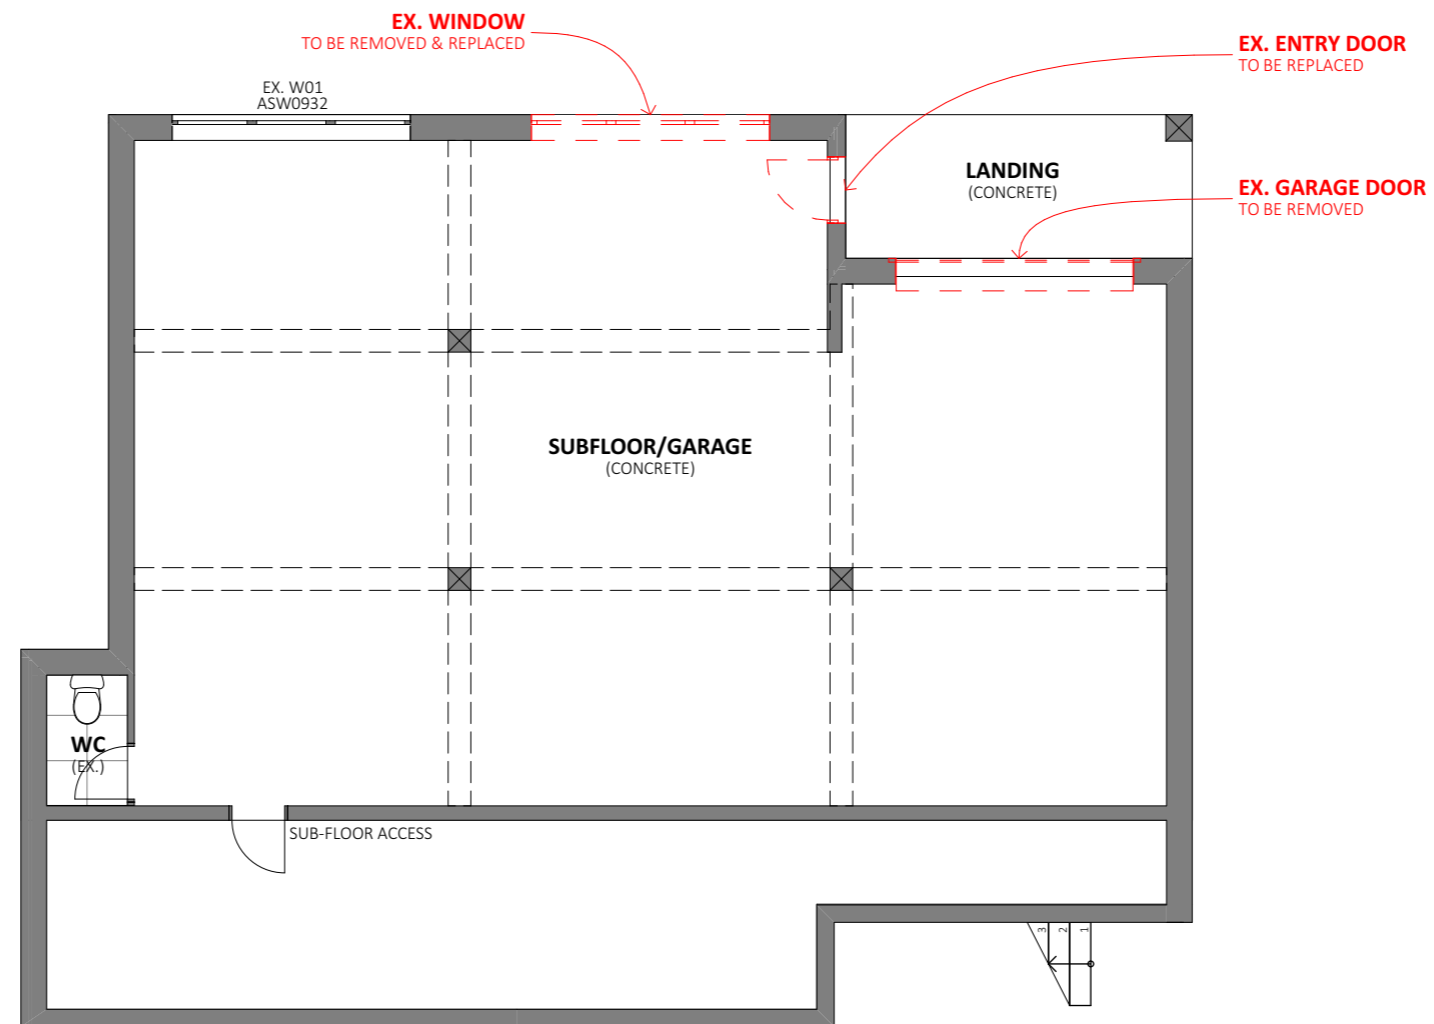 EX. WINDOW
TO BE REMOVED & REPLACED
EX. ENTRY DOOR
TO BE REPLACED
EX. W01
ASW0932
LANDING
(CONCRETE)
EX. GARAGE DOOR
TO BE REMOVED
SUBFLOOR/GARAGE
(CONCRETE)
WC
(EX.)
SUB-FLOOR ACCESS
3
2
1